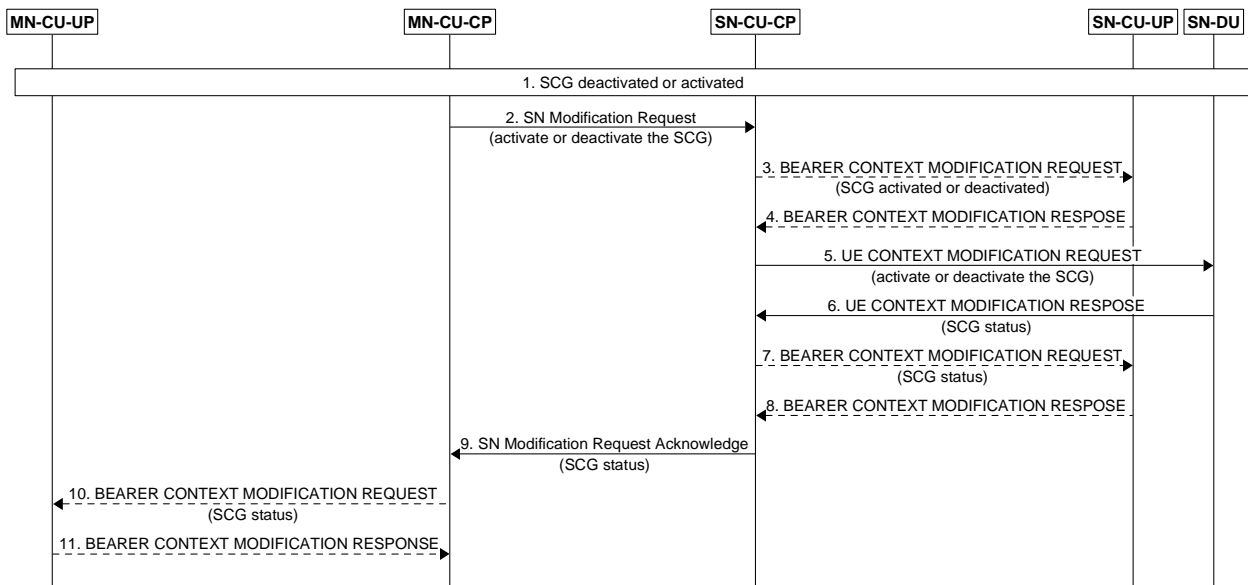 MN-CU-UP
MN-CU-CP
SN-CU-CP
SN-CU-UP
SN-DU
1. SCG deactivated or activated
2. SN Modification Request
(activate or deactivate the SCG)
3. BEARER CONTEXT MODIFICATION REQUEST
(SCG activated or deactivated)
4. BEARER CONTEXT MODIFICATION RESPOSE
5. UE CONTEXT MODIFICATION REQUEST
(activate or deactivate the SCG)
6. UE CONTEXT MODIFICATION RESPOSE
(SCG status)
7. BEARER CONTEXT MODIFICATION REQUEST
(SCG status)
8. BEARER CONTEXT MODIFICATION RESPOSE
9. SN Modification Request Acknowledge
(SCG status)
10. BEARER CONTEXT MODIFICATION REQUEST
(SCG status)
11. BEARER CONTEXT MODIFICATION RESPONSE